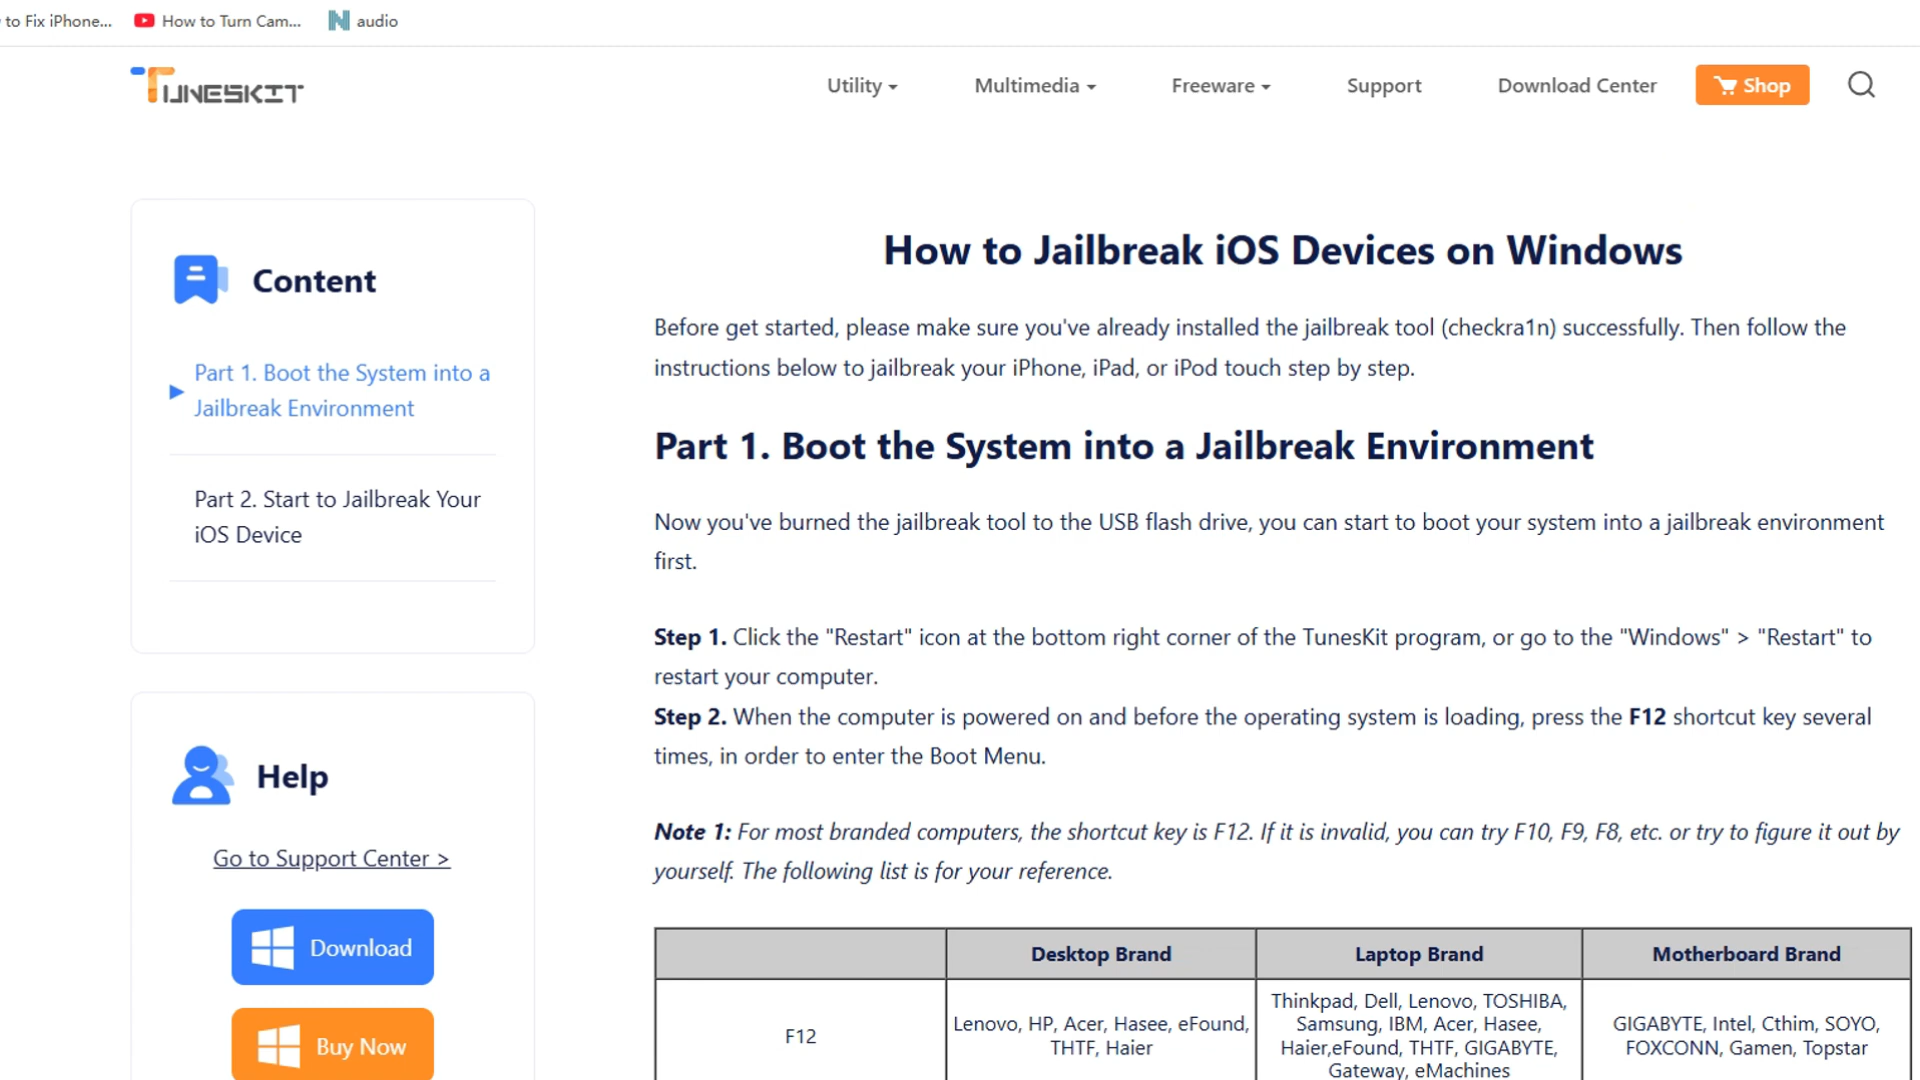 to Fix iPhone...
How to Turn Cam...
audio
TUNESKIT
Utility
Multimedia
Freeware
Support
Download Center
Shop
Content
Part 1. Boot the System into a
Jailbreak Environment
Part 2. Start to Jailbreak Your
iOS Device
Help
Go to Support Center >
Download
Buy Now
How to Jailbreak iOS Devices on Windows
Before get started, please make sure you've already installed the jailbreak tool (checkra1n) successfully. Then follow the
instructions below to jailbreak your iPhone, iPad, or iPod touch step by step.
Part 1. Boot the System into a Jailbreak Environment
Now you've burned the jailbreak tool to the USB flash drive, you can start to boot your system into a jailbreak environment
first.
Step 1. Click the "Restart" icon at the bottom right corner of the TunesKit program, or go to the "Windows" > "Restart" to
restart your computer.
Step 2. When the computer is powered on and before the operating system is loading, press the F12 shortcut key several
times, in order to enter the Boot Menu.
Note 1: For most branded computers, the shortcut key is F12. If it is invalid, you can try F10, F9, F8, etc. or try to figure it out by
yourself. The following list is for your reference.
Desktop Brand
Laptop Brand
Motherboard Brand
F12
Lenovo, HP, Acer, Hasee, eFound,
THTF, Haier
Thinkpad, Dell, Lenovo, TOSHIBA,
Samsung, IBM, Acer, Hasee,
Haier,eFound, THTF, GIGABYTE,
Gateway, eMachines
GIGABYTE, Intel, Cthim, SOYO,
FOXCONN, Gamen, Topstar